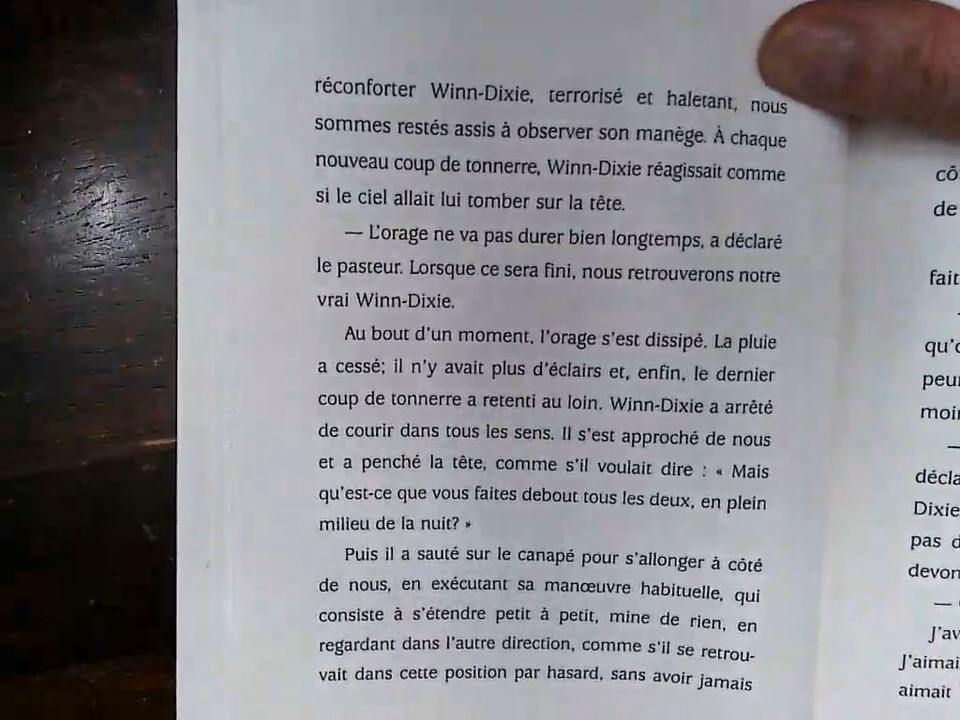 réconforter Winn-Dixie, terrorisé et haletant, nous
sommes restés assis à observer son manège. À chaque
nouveau coup de tonnerre, Winn-Dixie réagissait comme
si le ciel allait lui tomber sur la tête.
— L'orage ne va pas durer bien longtemps, a déclaré
le pasteur. Lorsque ce sera fini, nous retrouverons notre
vrai Winn-Dixie.
Au bout d'un moment, l'orage s'est dissipé. La pluie
a cessé; il n'y avait plus d'éclairs et, enfin, le dernier
coup de tonnerre a retenti au loin. Winn-Dixie a arrêté
de courir dans tous les sens. Il s'est approché de nous
et a penché la tête, comme s'il voulait dire : « Mais
qu'est-ce que vous faites debout tous les deux, en plein
milieu de la nuit? »
Puis il a sauté sur le canapé pour s'allonger à côté
de nous, en exécutant sa manœuvre habituelle, qui
consiste à s'étendre petit à petit, mine de rien, en
regardant dans l'autre direction, comme s'il se retrou-
vait dans cette position par hasard, sans avoir jamais
de
fait
pas
J'aimai
aimait